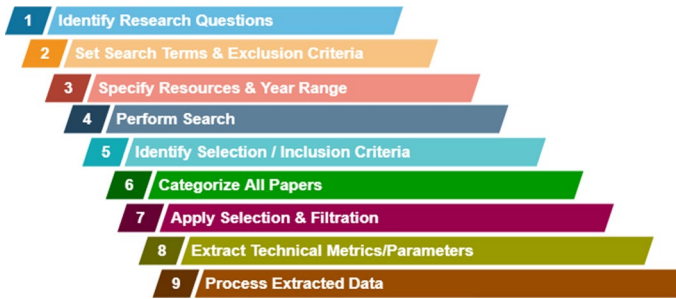 1 Identify Research Questions
2 Set Search Terms & Exclusion Criteria
3 Specify Resources & Year Range
4 Perform Search
5 Identify Selection / Inclusion Criteria
6 Categorize All Papers
7 Apply Selection & Filtration
8 Extract Technical Metrics/Parameters
9 Process Extracted Data